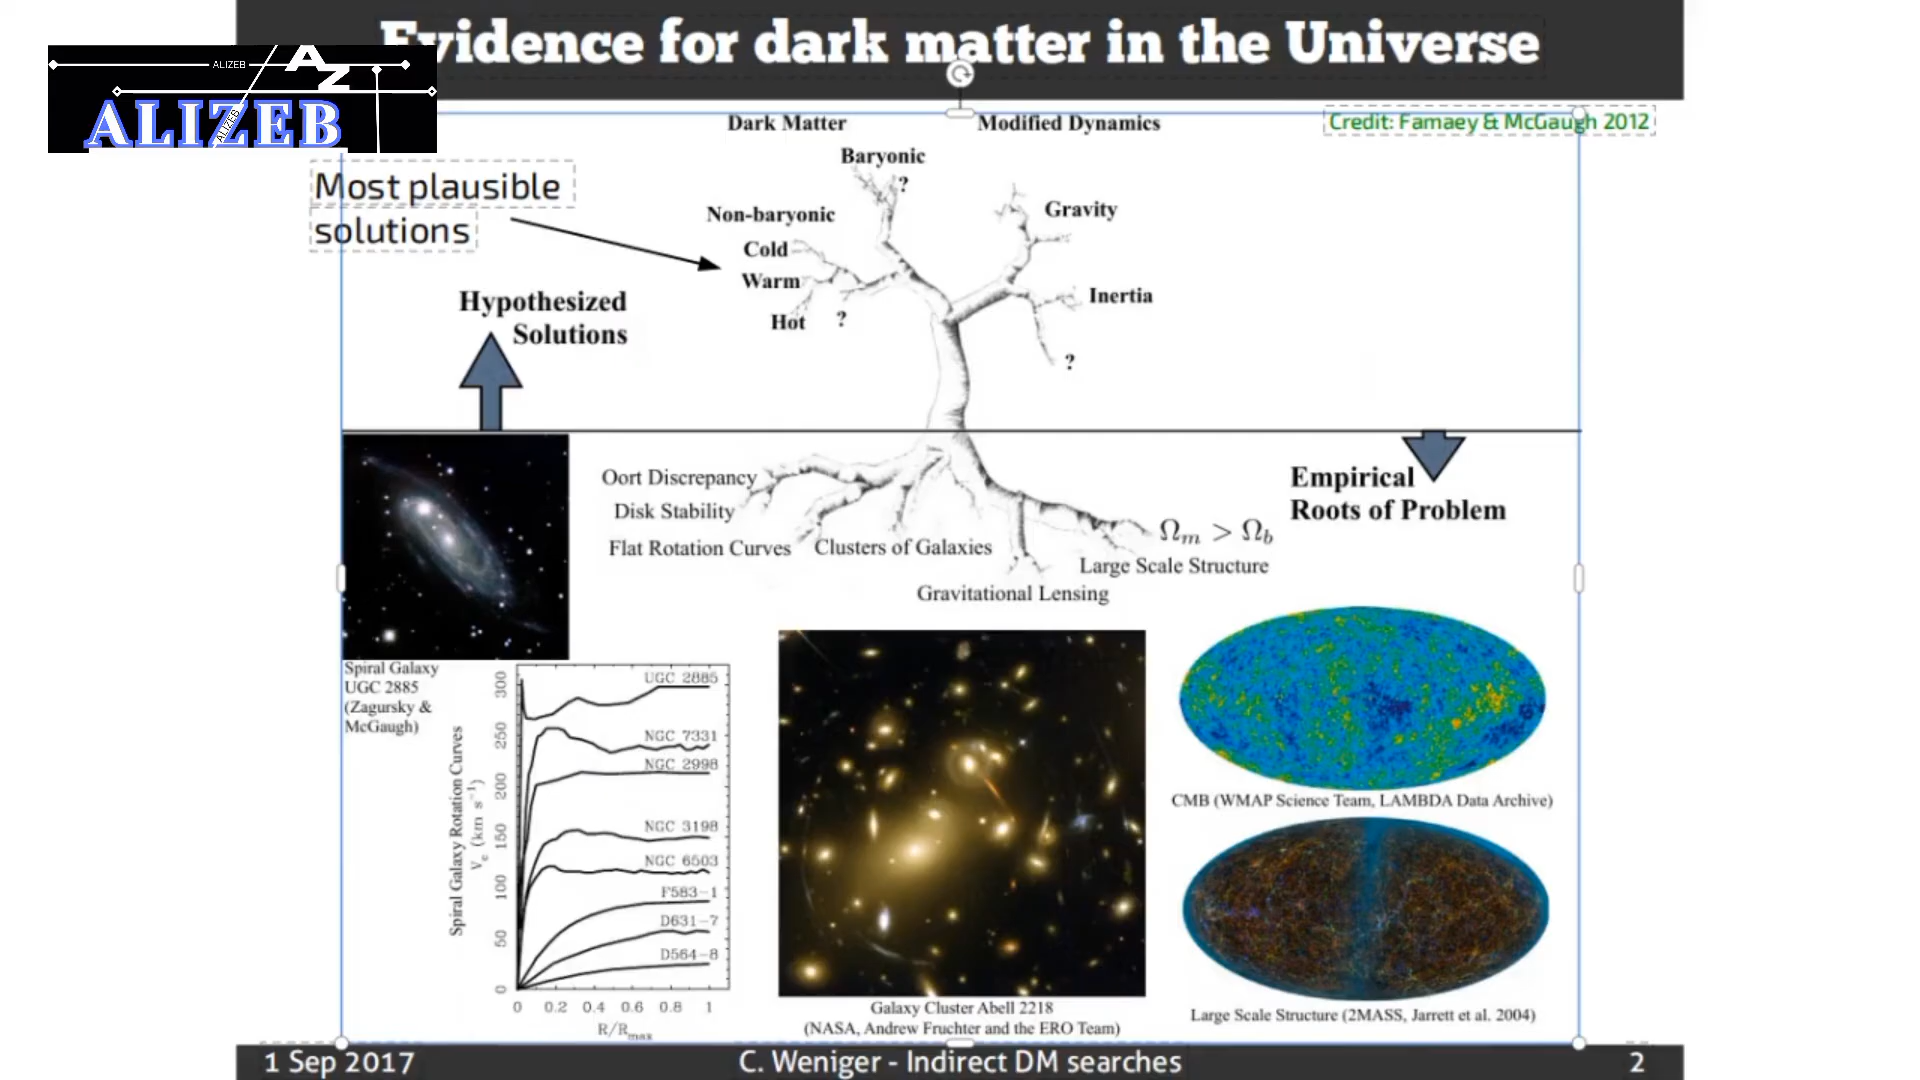 Evidence for dark matter in the Universe
ALIZEB
AZ
ALIZEB
ALIZEB
Dark Matter
Modified Dynamics
Credit: Famaey & McGaugh 2012
Most plausible
solutions
Baryonic
?
Non-baryonic
Cold
Warm
Hot
?
Gravity
Inertia
?
Hypothesized
Solutions
Oort Discrepancy
Disk Stability
Flat Rotation Curves
Clusters of Galaxies
Gravitational Lensing
Ωm > Ωb
Large Scale Structure
Empirical
Roots of Problem
Spiral Galaxy
UGC 2885
(Zagursky &
McGaugh)
Spiral Galaxy Rotation Curves
Vc (km s⁻¹)
300
250
200
150
100
50
0
UGC 2885
NGC 7331
NGC 2998
NGC 3198
NGC 6503
F583-1
D631-7
D564-8
0 0.2 0.4 0.6 0.8 1
R/Rmax
Galaxy Cluster Abell 2218
(NASA, Andrew Fruchter and the ERO Team)
CMB (WMAP Science Team, LAMBDA Data Archive)
Large Scale Structure (2MASS, Jarrett et al. 2004)
1 Sep 2017
C. Weniger - Indirect DM searches
2